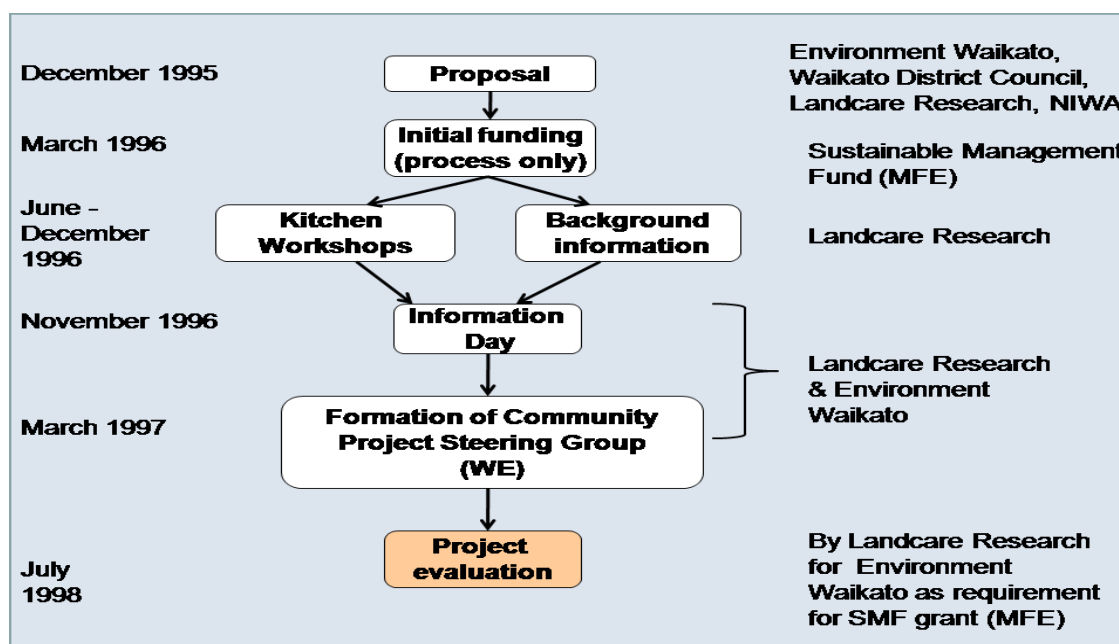 December 1995
Proposal
Environment Waikato,
Waikato District Council,
Landcare Research, NIWA
March 1996
Initial funding
(process only)
Sustainable Management
Fund (MFE)
June -
December
1996
Kitchen
Workshops
Background
information
Landcare Research
November 1996
Information
Day
Landcare Research
& Environment
Waikato
March 1997
Formation of Community
Project Steering Group
(WE)
July
1998
Project
evaluation
By Landcare Research
for Environment
Waikato as requirement
for SMF grant (MFE)